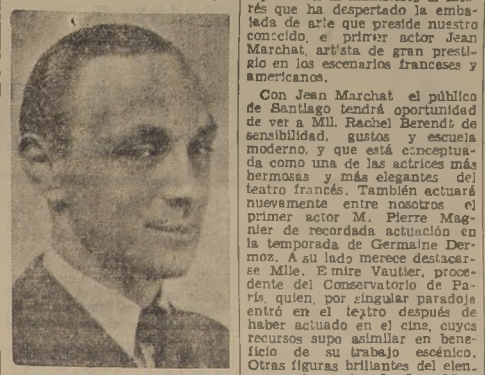 rés que ha despertado la emba-
jada de arte que preside nuestro
conocido, e primer actor Jean
Marchat, artista de gran presti-
gio en los escenarios franceses y
americanos.
Con Jean Marchat el público
de Santiago tendrá oportunidad
de ver a Mll. Rachel Berendt de
sensibilidad, gustos y escuela
moderno, y que está conceptua-
da como una de las actrices más
hermosas y más elegantes del
teatro francés. También actuará
nuevamente entre nosotros el
primer actor M. Pierre Mag-
nier de recordada actuación en
la temporada de Germaine Der-
moz. A su lado merece destacar-
se Mlle. Emire Vautier, proce-
dente del Conservatorio de Pa-
rís, quien, por singular paradoja
entró en el teatro después de
haber actuado en el cine, cuyos
recursos supo asimilar en bene-
ficio de su trabajo escénico.
Otras figuras brillantes del elen-